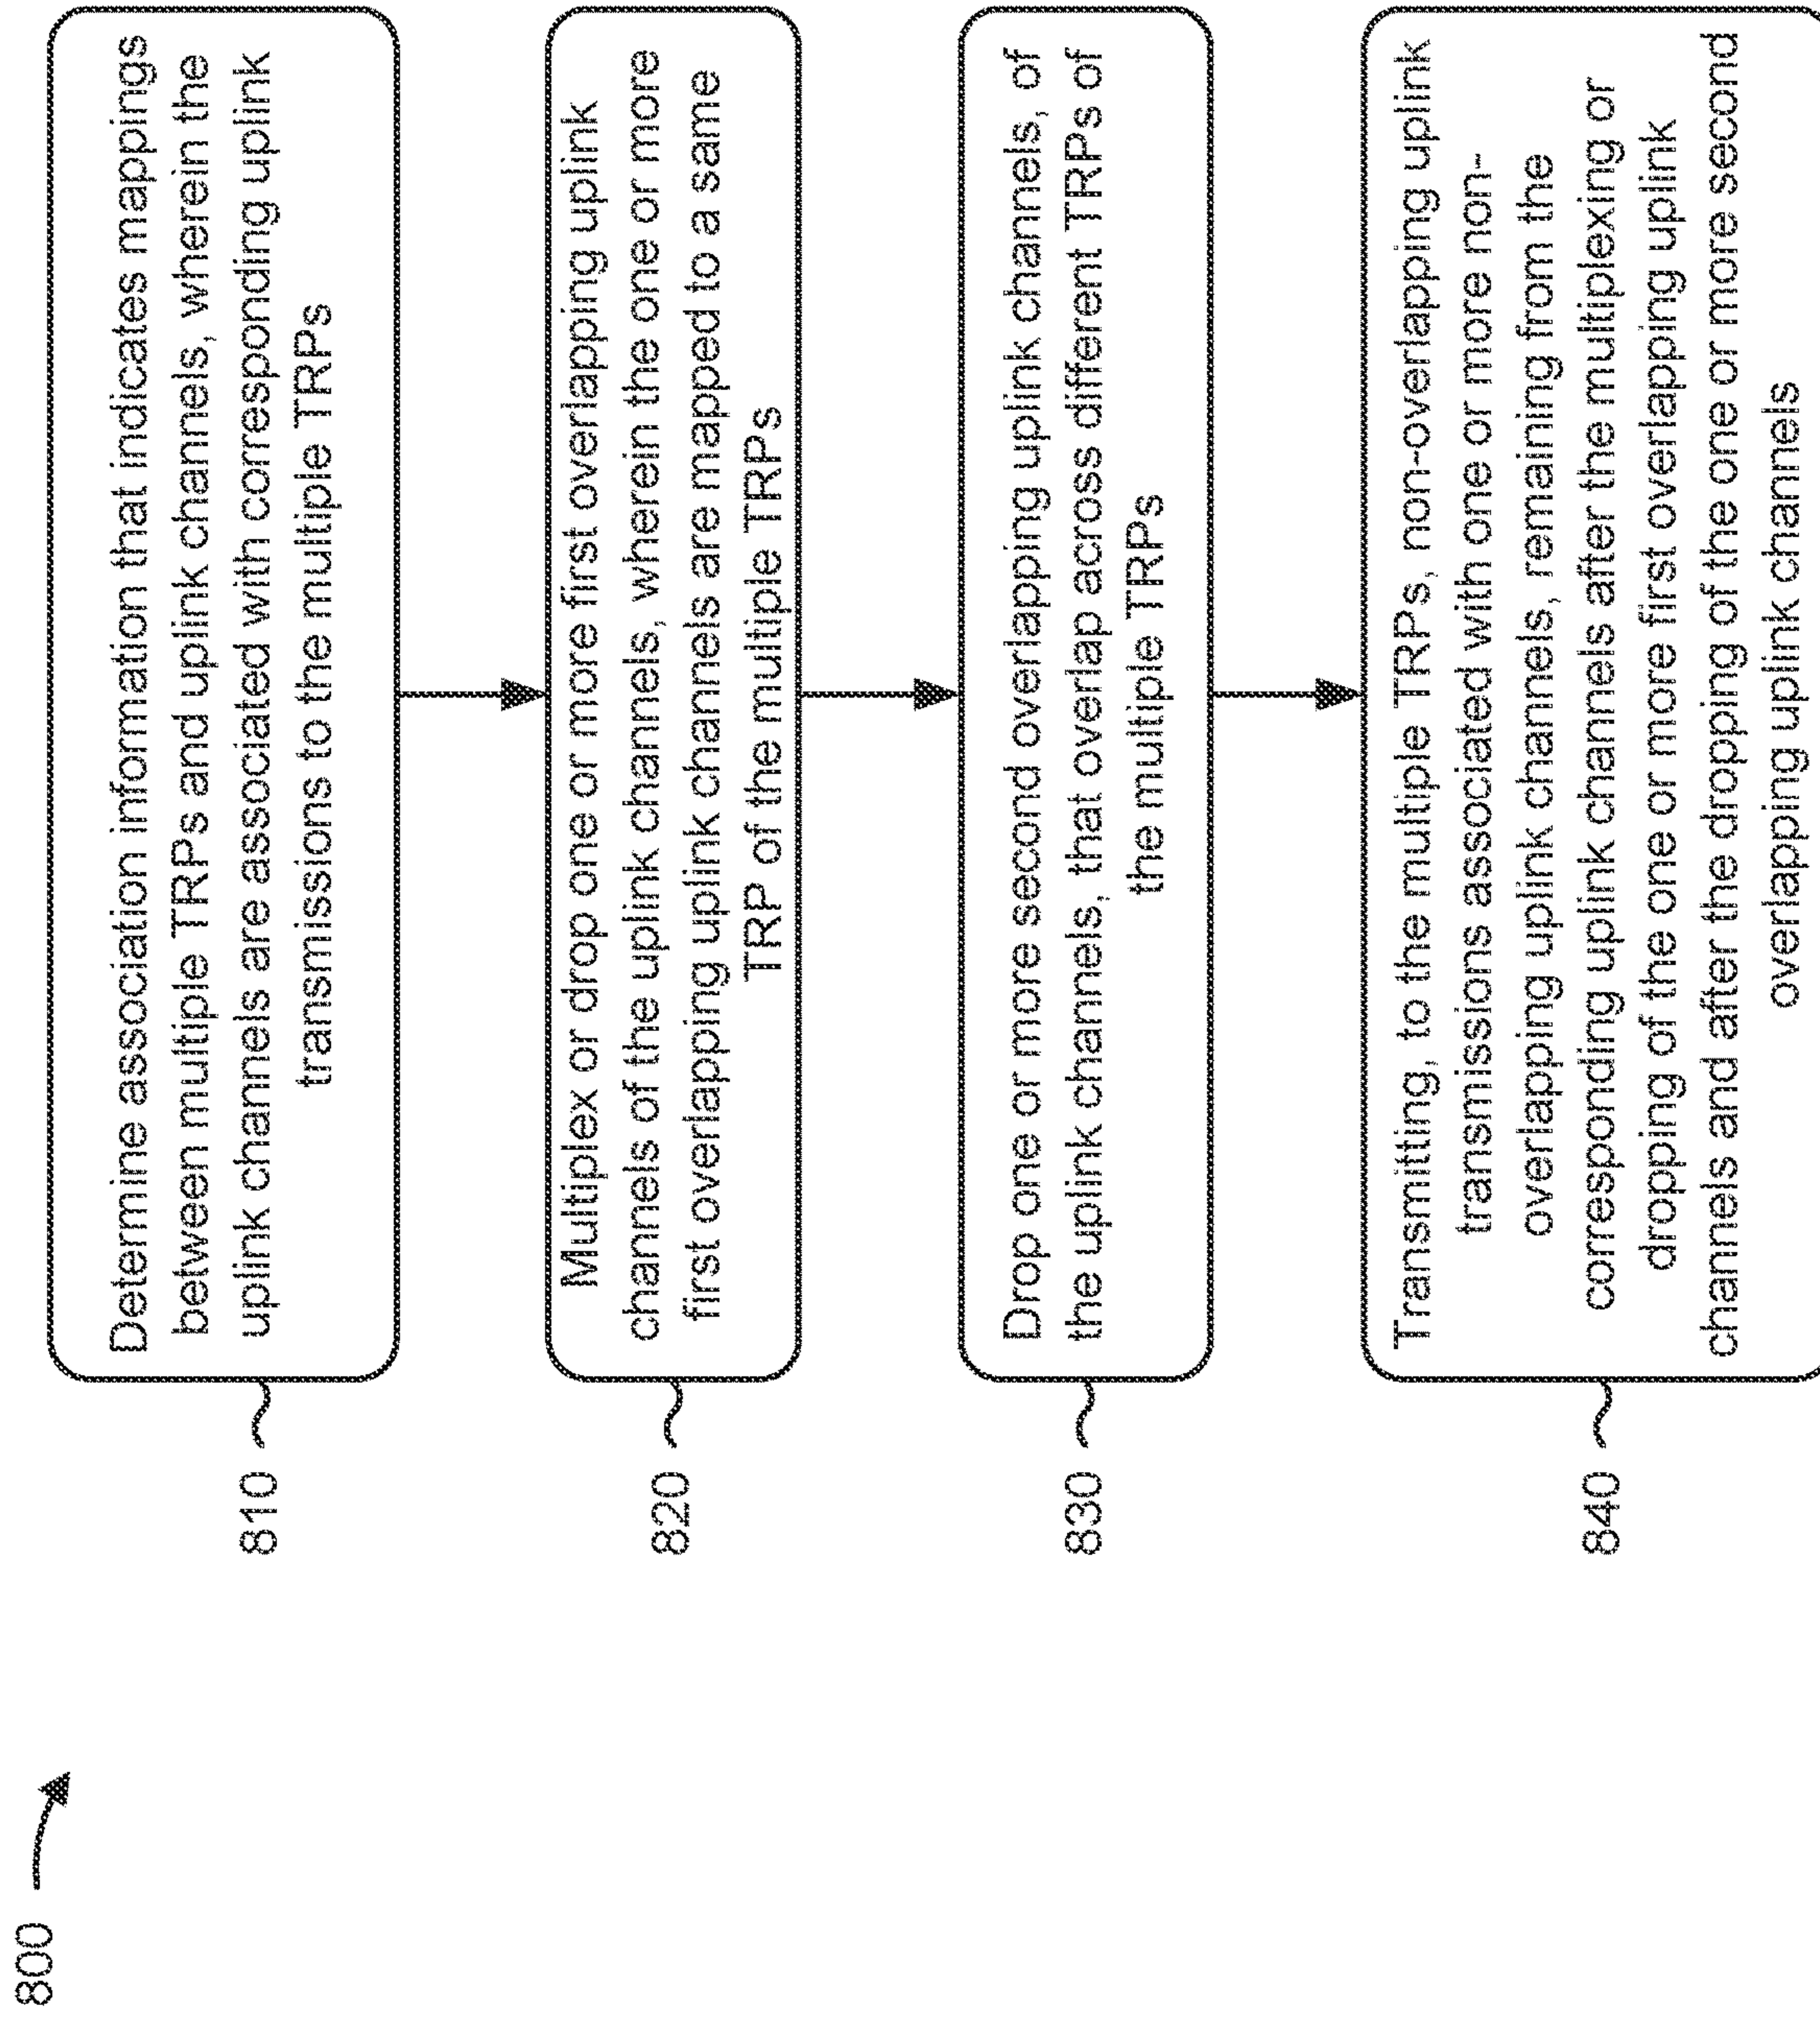 800
810
Determine association information that indicates mappings
between multiple TRPs and uplink channels, wherein the
uplink channels are associated with corresponding uplink
transmissions to the multiple TRPs
820
Multiplex or drop one or more first overlapping uplink
channels of the uplink channels, wherein the one or more
first overlapping uplink channels are mapped to a same
TRP of the multiple TRPs
830
Drop one or more second overlapping uplink channels, of
the uplink channels, that overlap across different TRPs of
the multiple TRPs
840
Transmitting, to the multiple TRPs, non-overlapping uplink
transmissions associated with one or more non-
overlapping uplink channels, remaining from the
corresponding uplink channels after the multiplexing or
dropping of the one or more first overlapping uplink
channels and after the dropping of the one or more second
overlapping uplink channels